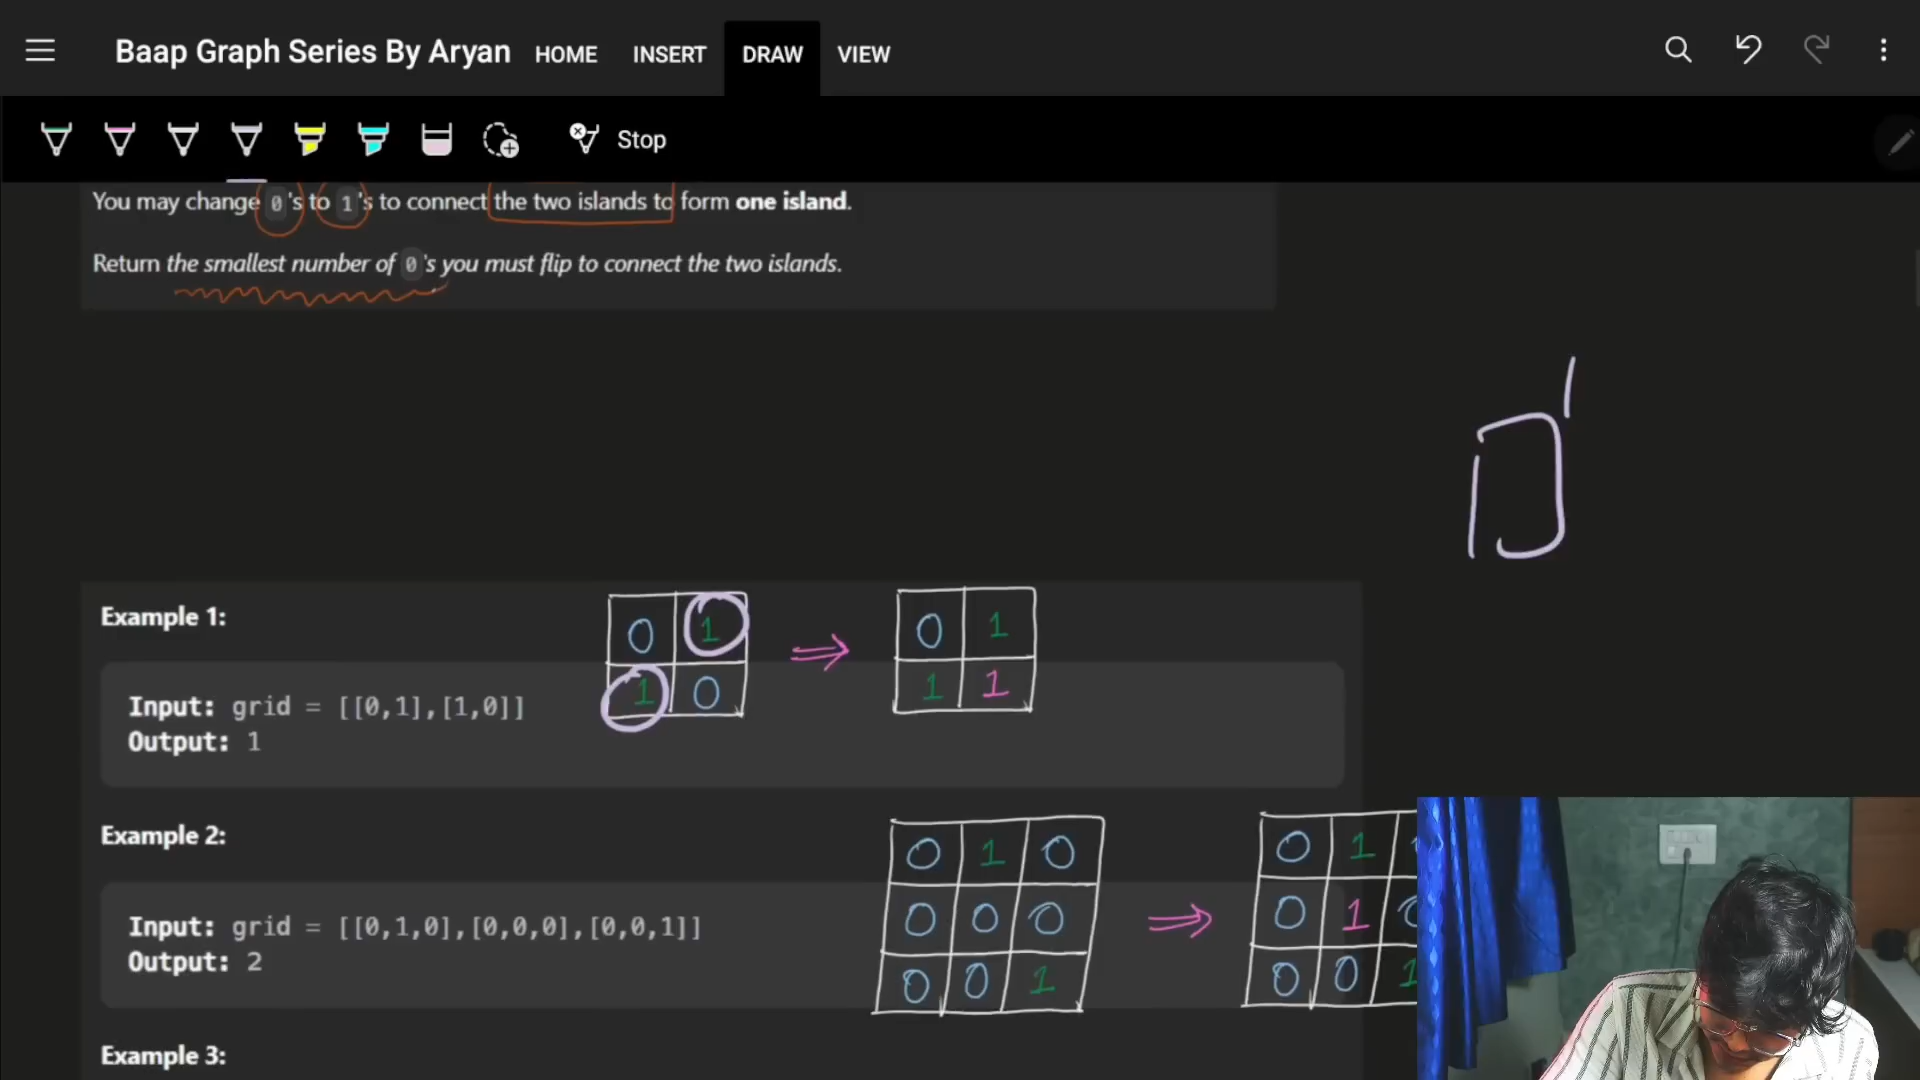 Baap Graph Series By Aryan HOME INSERT DRAW VIEW
Stop
You may change 0's to 1's to connect the two islands to form one island.
Return the smallest number of 0's you must flip to connect the two islands.
Example 1:
0 1
1 0
⇒
0 1
1 1
Input: grid = [[0,1],[1,0]]
Output: 1
Example 2:
0 1 0
0 0 0
0 0 1
⇒
0 1
0 1 0
0 0 1
Input: grid = [[0,1,0],[0,0,0],[0,0,1]]
Output: 2
Example 3: